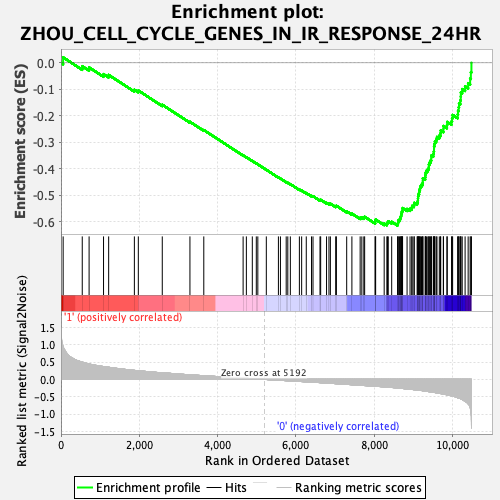 Enrichment plot:
ZHOU_CELL_CYCLE_GENES_IN_IR_RESPONSE_24HR
Enrichment score (ES)
0.0
-0.1
-0.2
-0.3
-0.4
-0.5
-0.6
'1' (positively correlated)
Ranked list metric (Signal2Noise)
1.5
1.0
0.5
0.0
-0.5
-1.0
-1.5
Zero cross at 5192
'0' (negatively correlated)
0
2,000
4,000
6,000
8,000
10,000
Rank in Ordered Dataset
Enrichment profile
Hits
Ranking metric scores